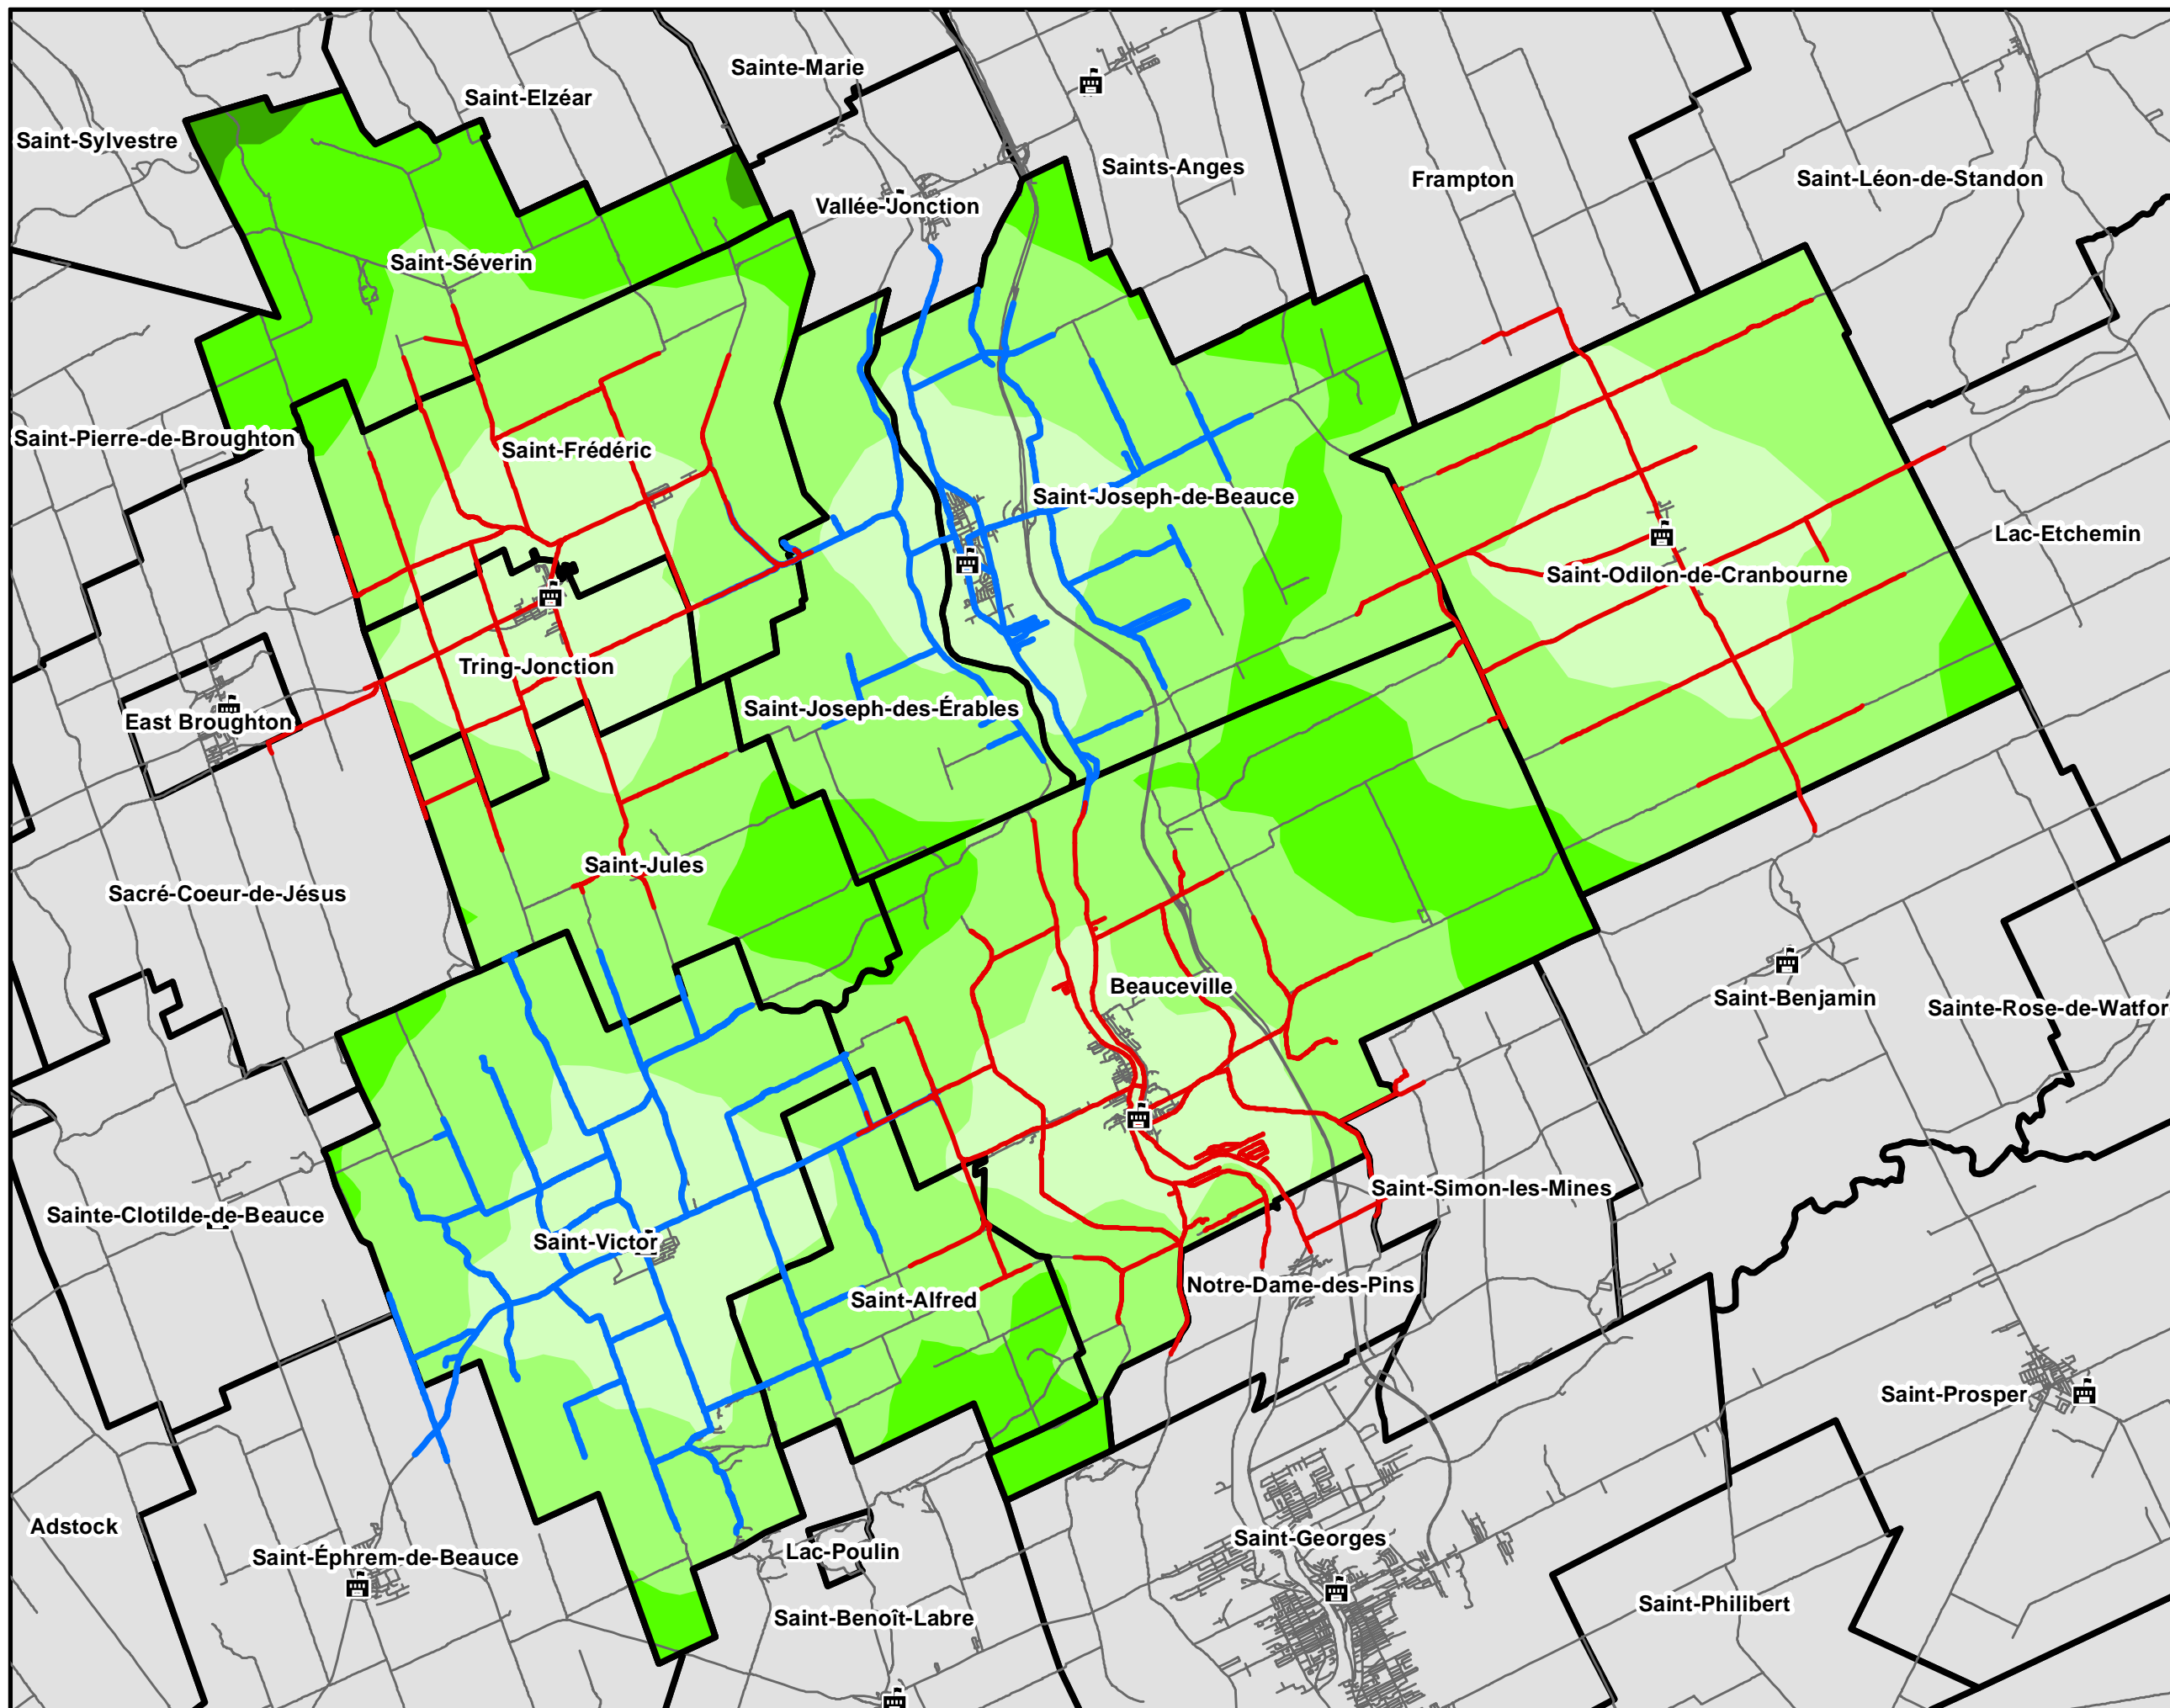 Sainte-Marie
Saint-Elzéar
Saint-Sylvestre
Saints-Anges
Frampton
Saint-Léon-de-Standon
Vallée-Jonction
Saint-Séverin
Saint-Pierre-de-Broughton
Saint-Frédéric
Saint-Joseph-de-Beauce
Lac-Etchemin
Saint-Odilon-de-Cranbourne
Tring-Jonction
Saint-Joseph-des-Érables
East Broughton
Saint-Jules
Sacré-Coeur-de-Jésus
Beauceville
Saint-Benjamin
Sainte-Rose-de-Watfor
Saint-Simon-les-Mines
Sainte-Clotilde-de-Beauce
Saint-Victor
Notre-Dame-des-Pins
Saint-Alfred
Saint-Prosper
Adstock
Saint-Georges
Lac-Poulin
Saint-Éphrem-de-Beauce
Saint-Philibert
Saint-Benoît-Labre